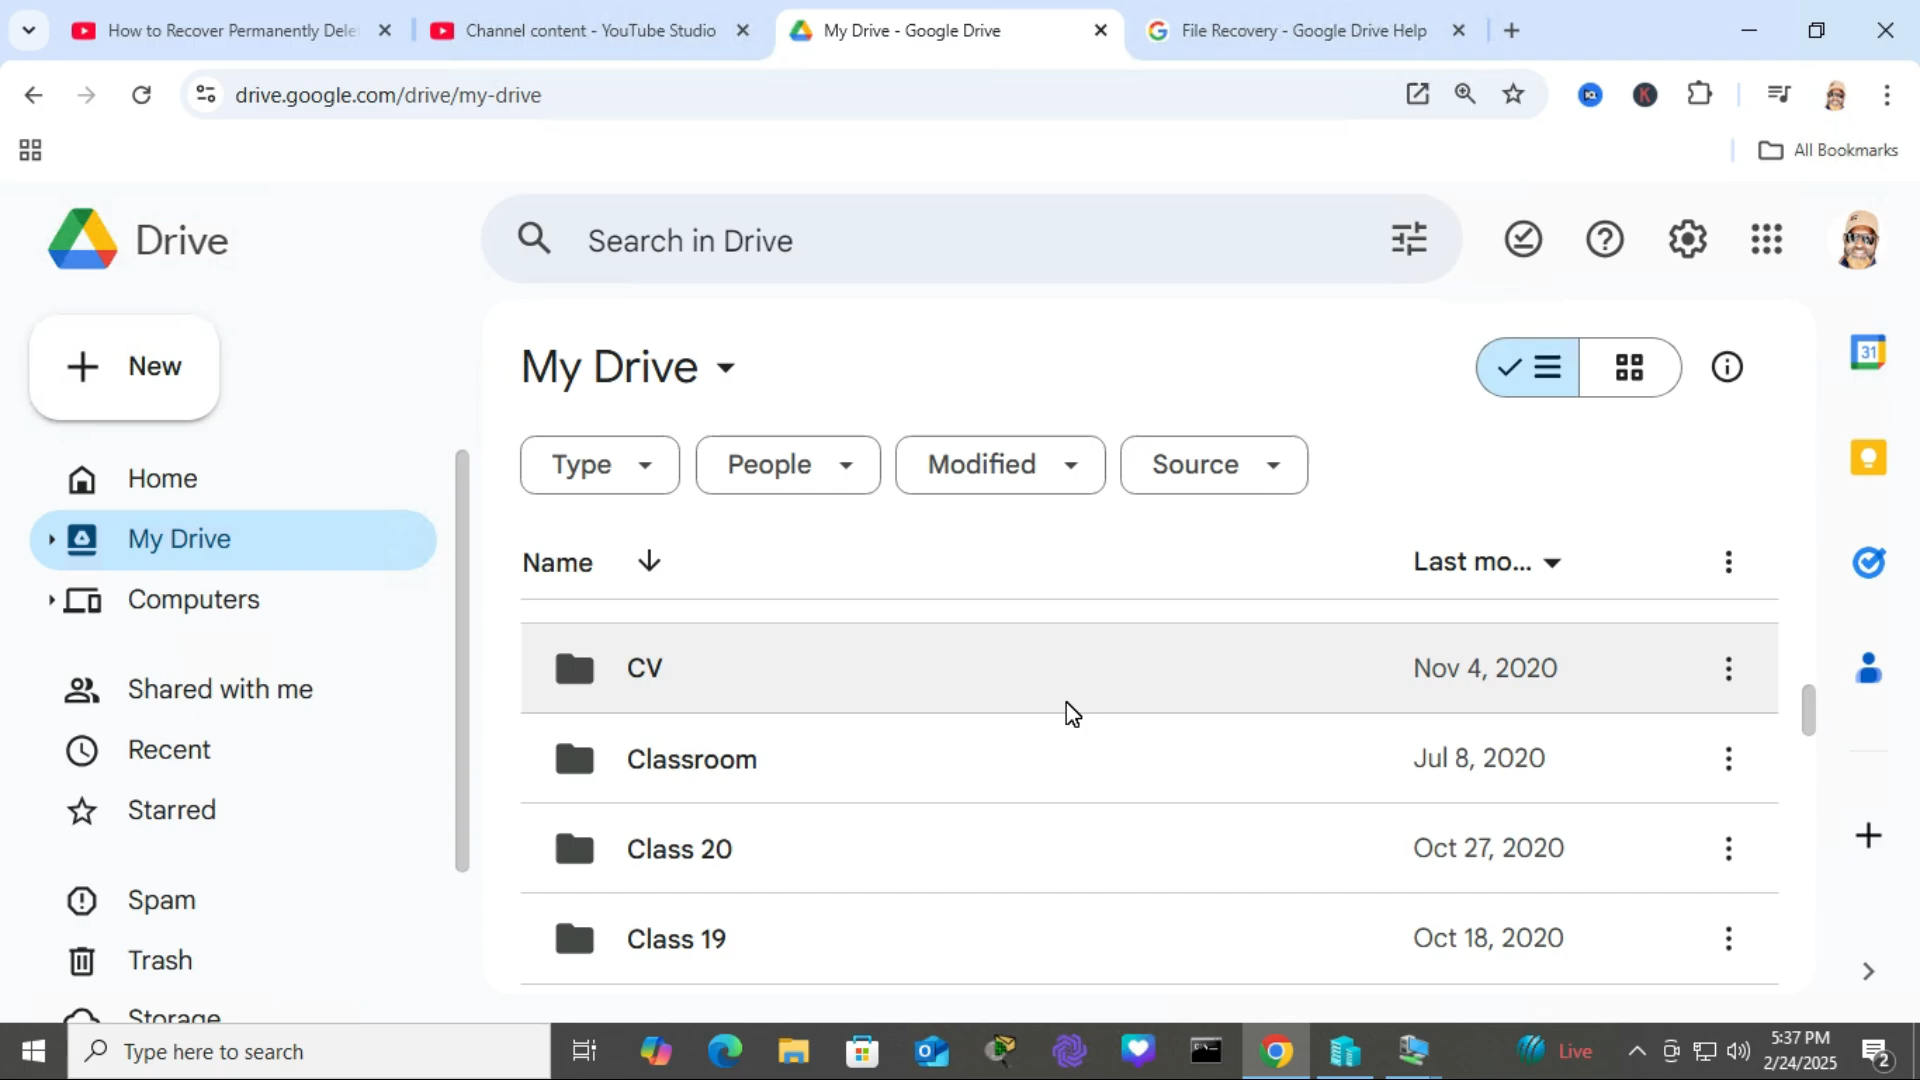 How to Recover Permanently Dele
Channel content - YouTube Studio
My Drive - Google Drive
File Recovery - Google Drive Help
drive.google.com/drive/my-drive
All Bookmarks
Drive
Search in Drive
New
My Drive
Type
People
Modified
Source
Home
My Drive
Computers
Shared with me
Recent
Starred
Spam
Trash
Storage
Name
Last mo...
CV
Nov 4, 2020
Classroom
Jul 8, 2020
Class 20
Oct 27, 2020
Class 19
Oct 18, 2020
31
Type here to search
Live
5:37 PM
2/24/2025
2